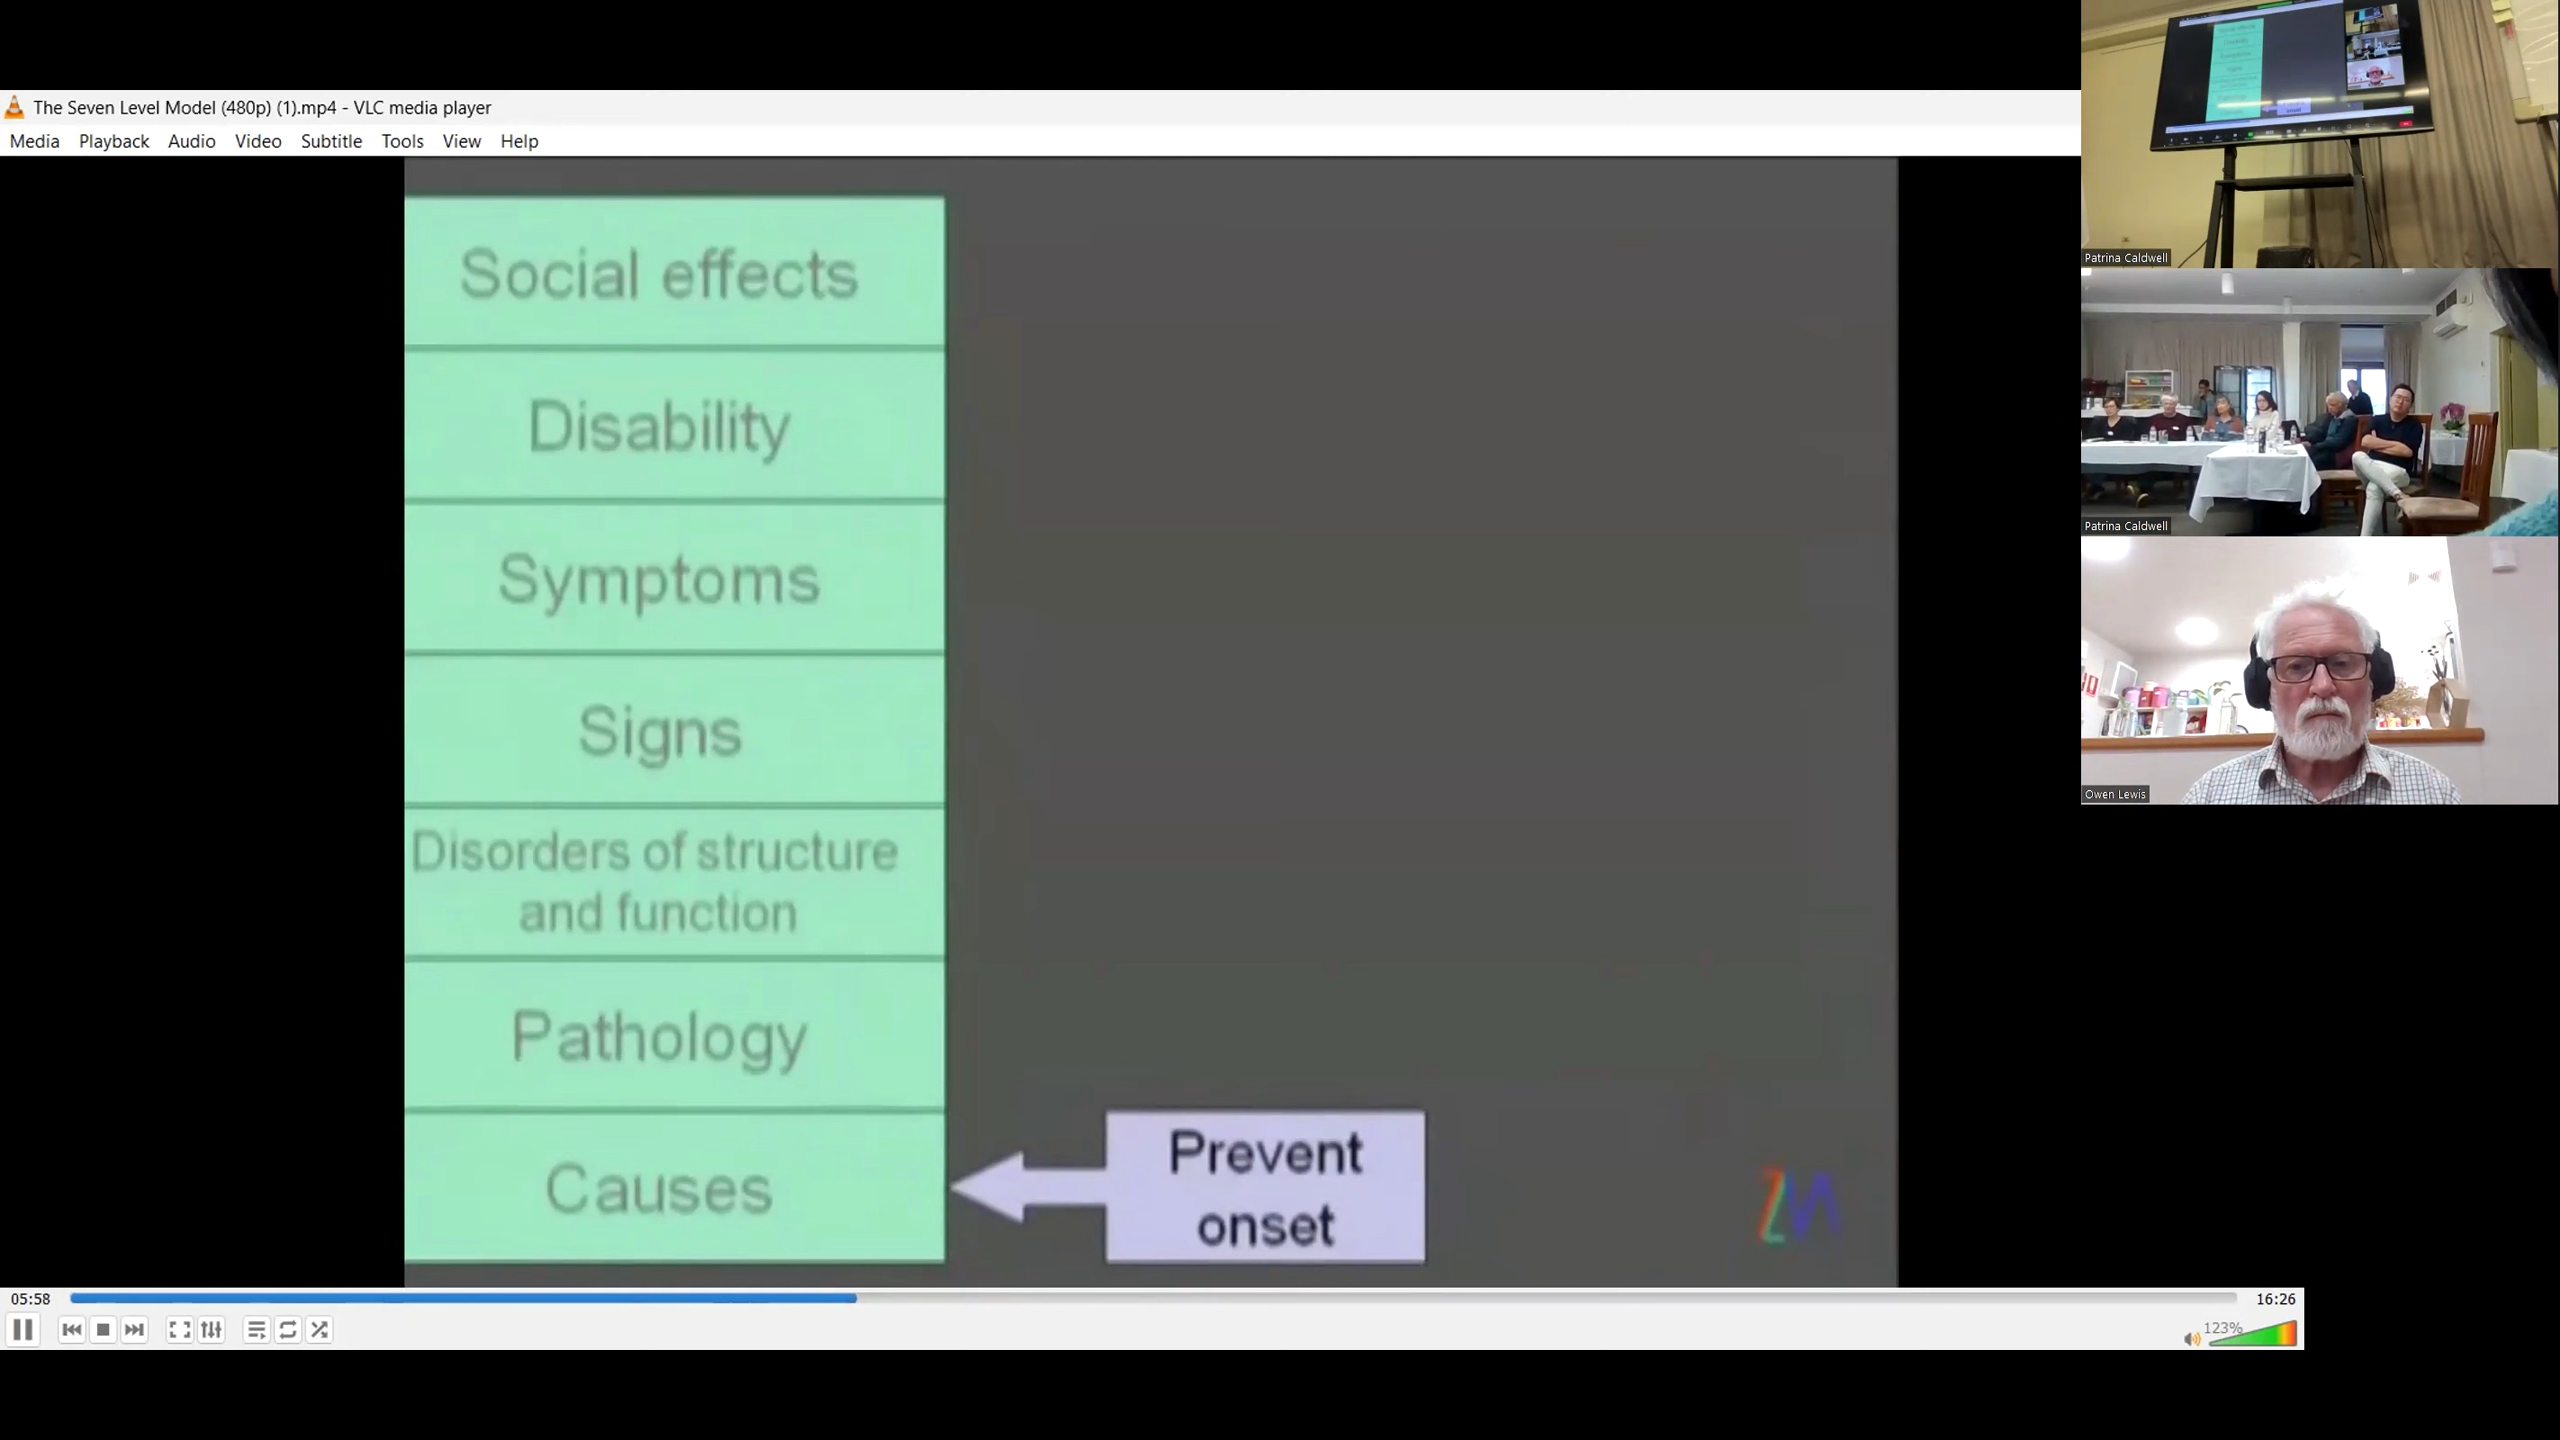 The Seven Level Model (480p) (1).mp4 - VLC media player
Media Playback Audio Video Subtitle Tools View Help
Social effects
Disability
Symptoms
Signs
Disorders of structure
and function
Pathology
Causes
Prevent
onset
05:58
16:26
123%
Patrina Caldwell
Patrina Caldwell
Owen Lewis